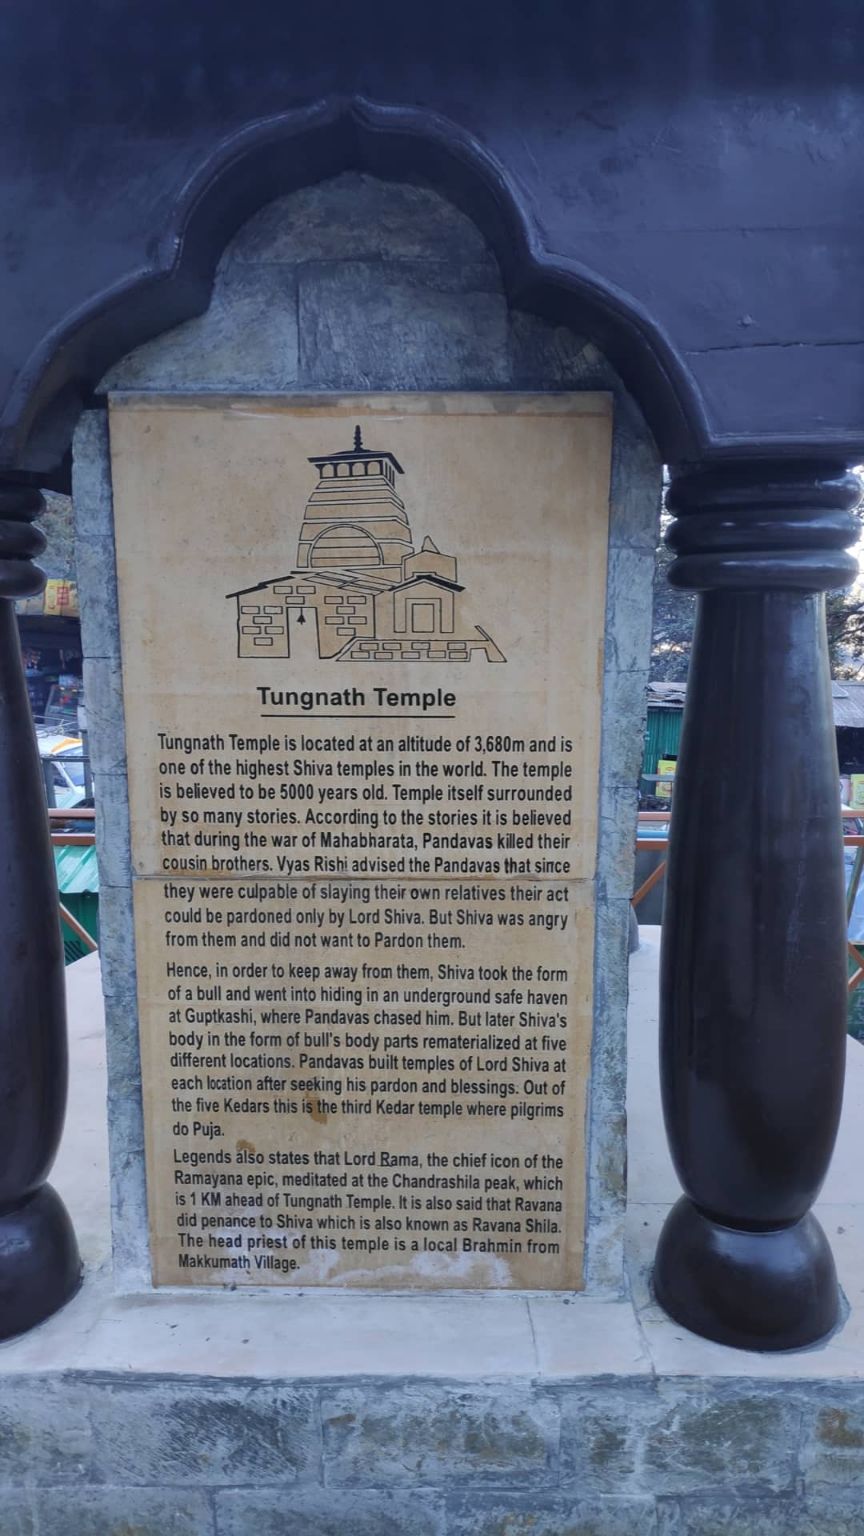 Tungnath Temple
Tungnath Temple is located at an altitude of 3,680m and is
one of the highest Shiva temples in the world. The temple
is believed to be 5000 years old. Temple itself surrounded
by so many stories. According to the stories it is believed
that during the war of Mahabharata, Pandavas killed their
cousin brothers. Vyas Rishi advised the Pandavas that since
they were culpable of slaying their own relatives their act
could be pardoned only by Lord Shiva. But Shiva was angry
from them and did not want to Pardon them.
Hence, in order to keep away from them, Shiva took the form
of a bull and went into hiding in an underground safe haven
at Guptkashi, where Pandavas chased him. But later Shiva's
body in the form of bull's body parts rematerialized at five
different locations. Pandavas built temples of Lord Shiva at
each location after seeking his pardon and blessings. Out of
the five Kedars this is the third Kedar temple where pilgrims
do Puja.
Legends also states that Lord Rama, the chief icon of the
Ramayana epic, meditated at the Chandrashila peak, which
is 1 KM ahead of Tungnath Temple. It is also said that Ravana
did penance to Shiva which is also known as Ravana Shila.
The head priest of this temple is a local Brahmin from
Makkumath Village.